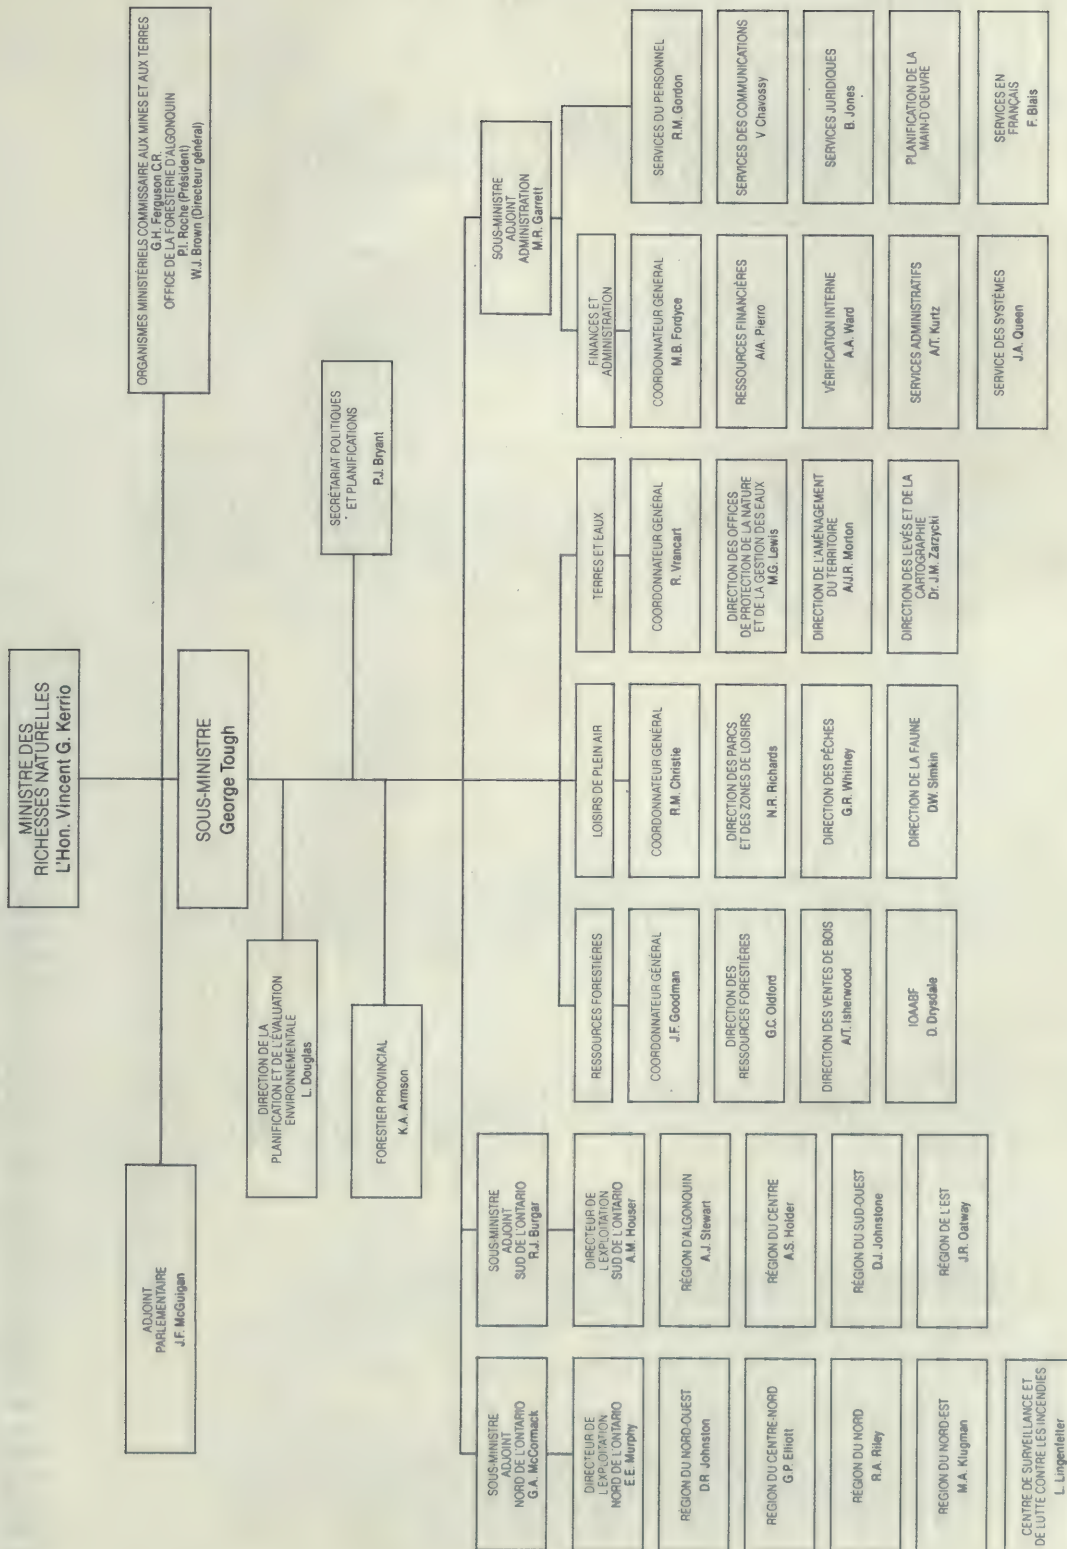 MINISTRE DES
RICHESSES NATURELLES
L'Hon. Vincent G. Kerrio
ADJOINT
PARLEMENTAIRE
J.F. McGuigan
ORGANISMES MINISTÉRIELS COMMISSAIRE AUX MINES ET AUX TERRES
G.H. Ferguson C.R.
OFFICE DE LA FORESTERIE D'ALGONQUIN
P.I. Roche (Président)
W.J. Brown (Directeur général)
SOUS-MINISTRE
George Tough
DIRECTION DE LA
PLANIFICATION ET DE L'ÉVALUATION
ENVIRONNEMENTALE
L. Douglas
SECRÉTARIAT POLITIQUES
ET PLANIFICATIONS
P.J. Bryant
FORESTIER PROVINCIAL
K.A. Armson
SOUS-MINISTRE
ADJOINT
NORD DE L'ONTARIO
G.A. McCormack
DIRECTEUR DE
L'EXPLOITATION
NORD DE L'ONTARIO
E.E. Murphy
RÉGION DU NORD-OUEST
D.R. Johnston
RÉGION DU CENTRE-NORD
G.P. Elliott
RÉGION DU NORD
R.A. Riley
RÉGION DU NORD-EST
M.A. Klugman
CENTRE DE SURVEILLANCE ET
DE LUTTE CONTRE LES INCENDIES
L. Lingenfelter
SOUS-MINISTRE
ADJOINT
SUD DE L'ONTARIO
R.J. Burgar
DIRECTEUR DE
L'EXPLOITATION
SUD DE L'ONTARIO
A.M. Houser
RÉGION D'ALGONQUIN
A.J. Stewart
RÉGION DU CENTRE
A.S. Holder
RÉGION DU SUD-OUEST
D.J. Johnstone
RÉGION DE L'EST
J.R. Oatway
RESSOURCES FORESTIÈRES
COORDONNATEUR GÉNÉRAL
J.F. Goodman
DIRECTION DES
RESSOURCES FORESTIÈRES
G.C. Oldford
DIRECTION DES VENTES DE BOIS
A/T. Isherwood
IOAABF
D. Drysdale
LOISIRS DE PLEIN AIR
COORDONNATEUR GÉNÉRAL
R.M. Christie
DIRECTION DES PARCS
ET DES ZONES DE LOISIRS
N.R. Richards
DIRECTION DES PÊCHES
G.R. Whitney
DIRECTION DE LA FAUNE
D.W. Simkin
TERRES ET EAUX
COORDONNATEUR GÉNÉRAL
R. Vrancart
DIRECTION DES OFFICES
DE PROTECTION DE LA NATURE
ET DE LA GESTION DES EAUX
M.G. Lewis
DIRECTION DE L'AMÉNAGEMENT
DU TERRITOIRE
A/J.R. Morton
DIRECTION DES LEVÉS ET DE LA
CARTOGRAPHIE
Dr. J.M. Zarzycki
SOUS-MINISTRE
ADJOINT
ADMINISTRATION
M.R. Garrett
FINANCES ET
ADMINISTRATION
COORDONNATEUR GENERAL
M.B. Fordyce
RESSOURCES FINANCIÈRES
A/A. Pierro
VÉRIFICATION INTERNE
A.A. Ward
SERVICES ADMINISTRATIFS
A/T. Kurtz
SERVICE DES SYSTÈMES
J.A. Queen
SERVICES DU PERSONNEL
R.M. Gordon
SERVICES DES COMMUNICATIONS
V Chavossy
SERVICES JURIDIQUES
B. Jones
PLANIFICATION DE LA
MAIN-D'OEUVRE
SERVICES EN
FRANÇAIS
F. Blais